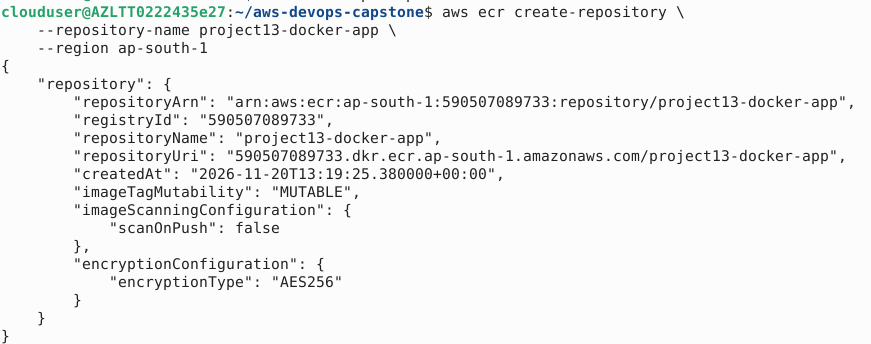 clouduser@AZLTT0222435e27:~/aws-devops-capstone$ aws ecr create-repository \
    --repository-name project13-docker-app \
    --region ap-south-1
{
    "repository": {
        "repositoryArn": "arn:aws:ecr:ap-south-1:590507089733:repository/project13-docker-app",
        "registryId": "590507089733",
        "repositoryName": "project13-docker-app",
        "repositoryUri": "590507089733.dkr.ecr.ap-south-1.amazonaws.com/project13-docker-app",
        "createdAt": "2026-11-20T13:19:25.380000+00:00",
        "imageTagMutability": "MUTABLE",
        "imageScanningConfiguration": {
            "scanOnPush": false
        },
        "encryptionConfiguration": {
            "encryptionType": "AES256"
        }
    }
}